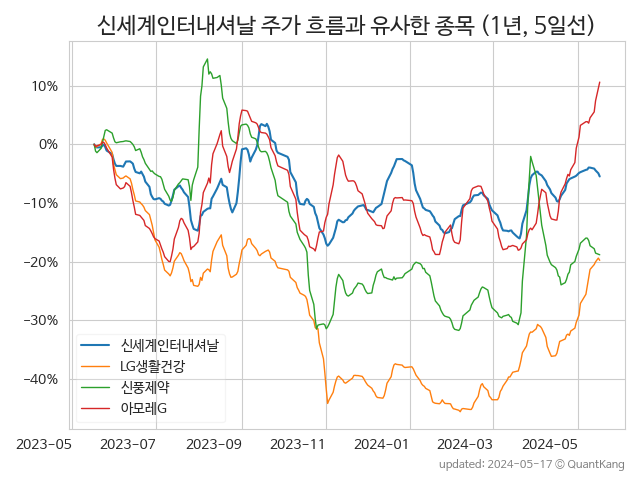 신세계인터내셔날 주가 흐름과 유사한 종목 (1년, 5일선)
10%
0%
−10%
−20%
−30%
−40%
신세계인터내셔날
LG생활건강
신풍제약
아모레G
2023-05
2023-07
2023-09
2023-11
2024-01
2024-03
2024-05
updated: 2024-05-17 © QuantKang